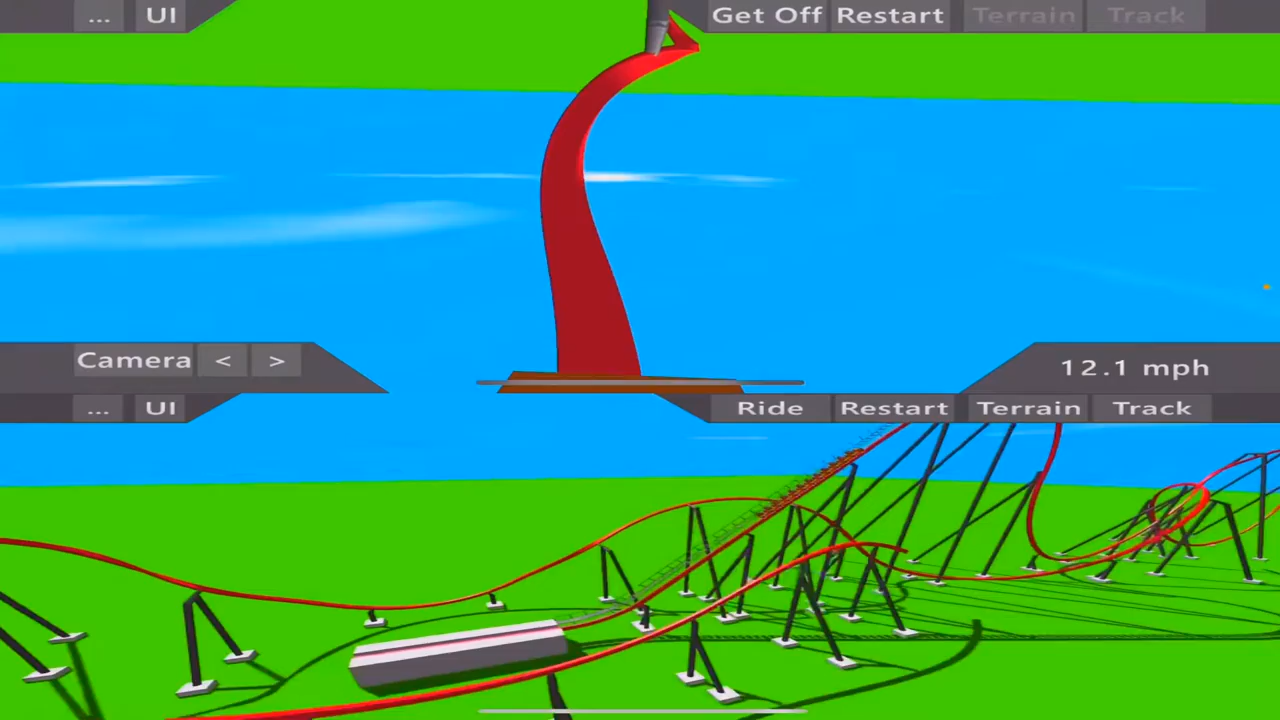 ... UI Get Off Restart Terrain Track
Camera < > 12.1 mph
... UI Ride Restart Terrain Track